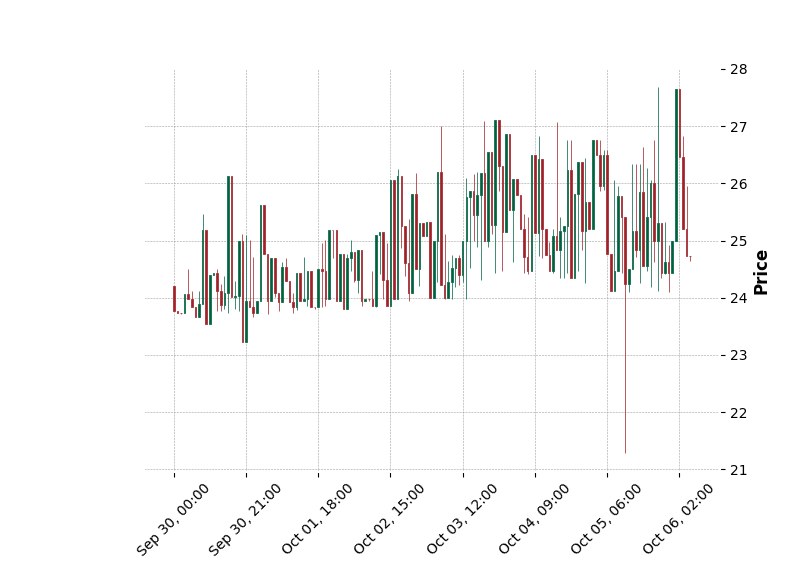 28
27
26
25
24
23
22
21
Price
Sep 30, 00:00
Sep 30, 21:00
Oct 01, 18:00
Oct 02, 15:00
Oct 03, 12:00
Oct 04, 09:00
Oct 05, 06:00
Oct 06, 02:00